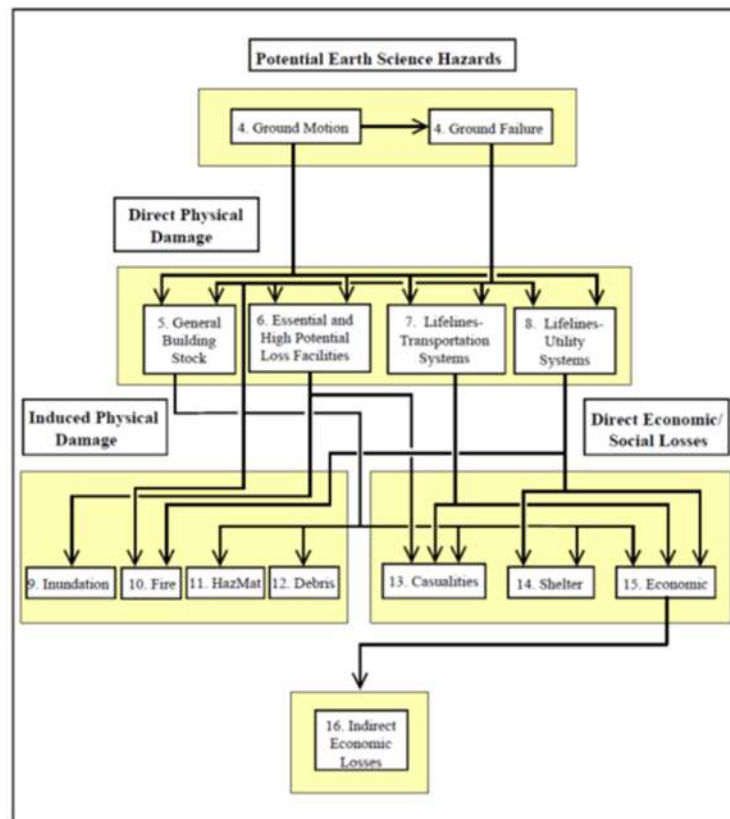 Potential Earth Science Hazards
4. Ground Motion
4. Ground Failure
Direct Physical
Damage
5. General
Building
Stock
6. Essential and
High Potential
Loss Facilities
7. Lifelines-
Transportation
Systems
8. Lifelines-
Utility
Systems
Induced Physical
Damage
Direct Economic/
Social Losses
9. Inundation
10. Fire
11. HazMat
12. Debris
13. Casualities
14. Shelter
15. Economic
16. Indirect
Economic
Losses